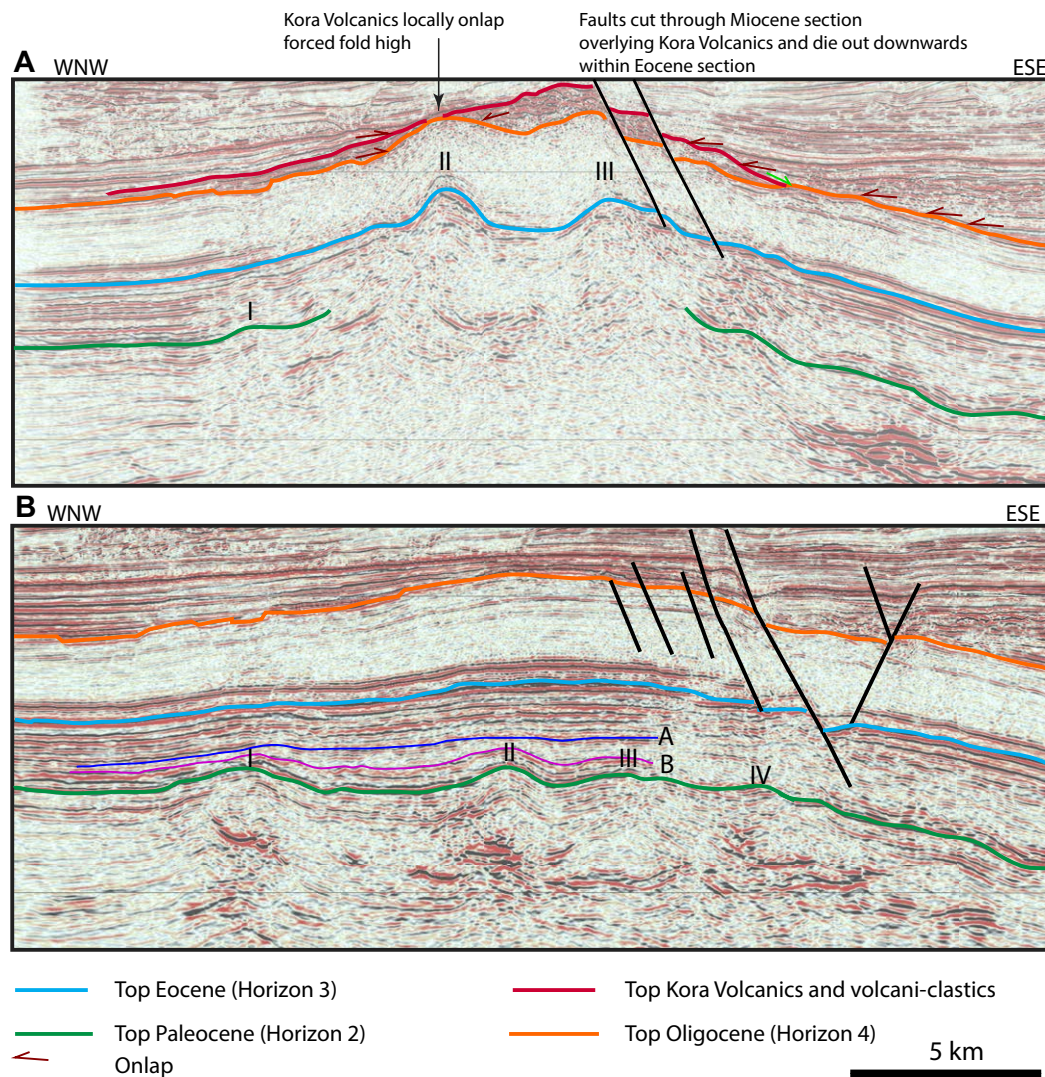 Kora Volcanics locally onlap
forced fold high
Faults cut through Miocene section
overlying Kora Volcanics and die out downwards
within Eocene section
A WNW
ESE
II
III
I
B WNW
ESE
A
I
II
III
B
IV
Top Eocene (Horizon 3)
Top Kora Volcanics and volcani-clastics
Top Paleocene (Horizon 2)
Top Oligocene (Horizon 4)
Onlap
5 km